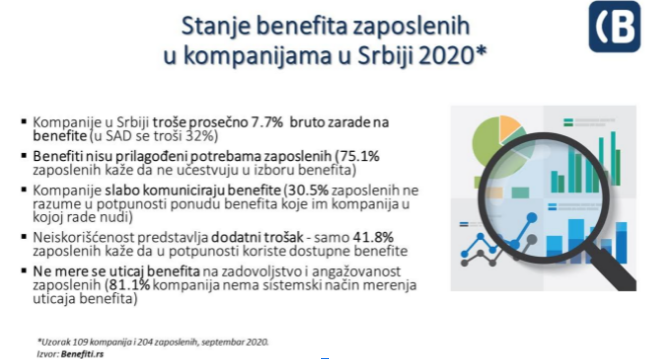 Stanje benefita zaposlenih
u kompanijama u Srbiji 2020*
B
▪ Kompanije u Srbiji troše prosečno 7.7% bruto zarade na
benefite (u SAD se troši 32%)
▪ Benefiti nisu prilagođeni potrebama zaposlenih (75.1%
zaposlenih kaže da ne učestvuju u izboru benefita)
▪ Kompanije slabo komuniciraju benefite (30.5% zaposlenih ne
razume u potpunosti ponudu benefita koje im kompanija u
kojoj rade nudi)
▪ Neiskorišćenost predstavlja dodatni trošak - samo 41.8%
zaposlenih kaže da u potpunosti koriste dostupne benefite
▪ Ne mere se uticaj benefita na zadovoljstvo i angažovanost
zaposlenih (81.1% kompanija nema sistemski način merenja
uticaja benefita)
*Uzorak 109 kompanija i 204 zaposlenih, septembar 2020.
Izvor: Benefiti.rs